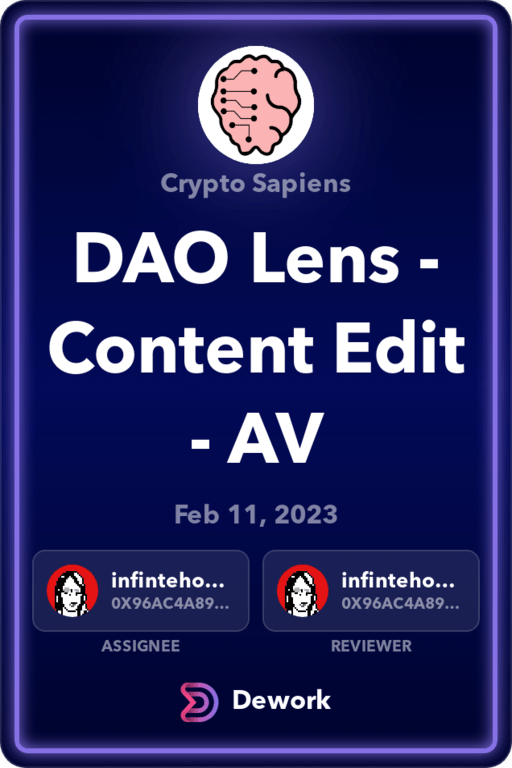 Crypto Sapiens
DAO Lens -
Content Edit
- AV
Feb 11, 2023
infinteho...
0X96AC4A89...
ASSIGNEE
infinteho...
0X96AC4A89...
REVIEWER
Dework